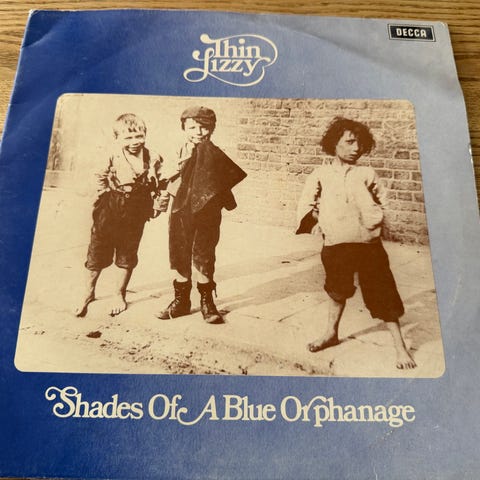 Thin
Lizzy
DECCA
Shades Of A Blue Orphanage